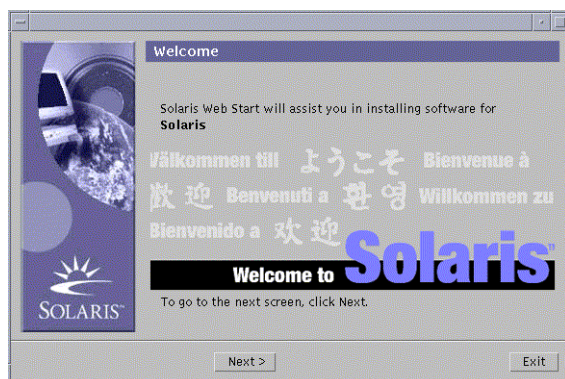 Welcome
Solaris Web Start will assist you in installing software for
Solaris
Välkommen till ようこそ Bienvenue à
歡迎 Benvenuti a 환영 Willkommen zu
Bienvenido a 欢迎
Welcome to Solaris™
To go to the next screen, click Next.
SOLARIS™
Next >
Exit